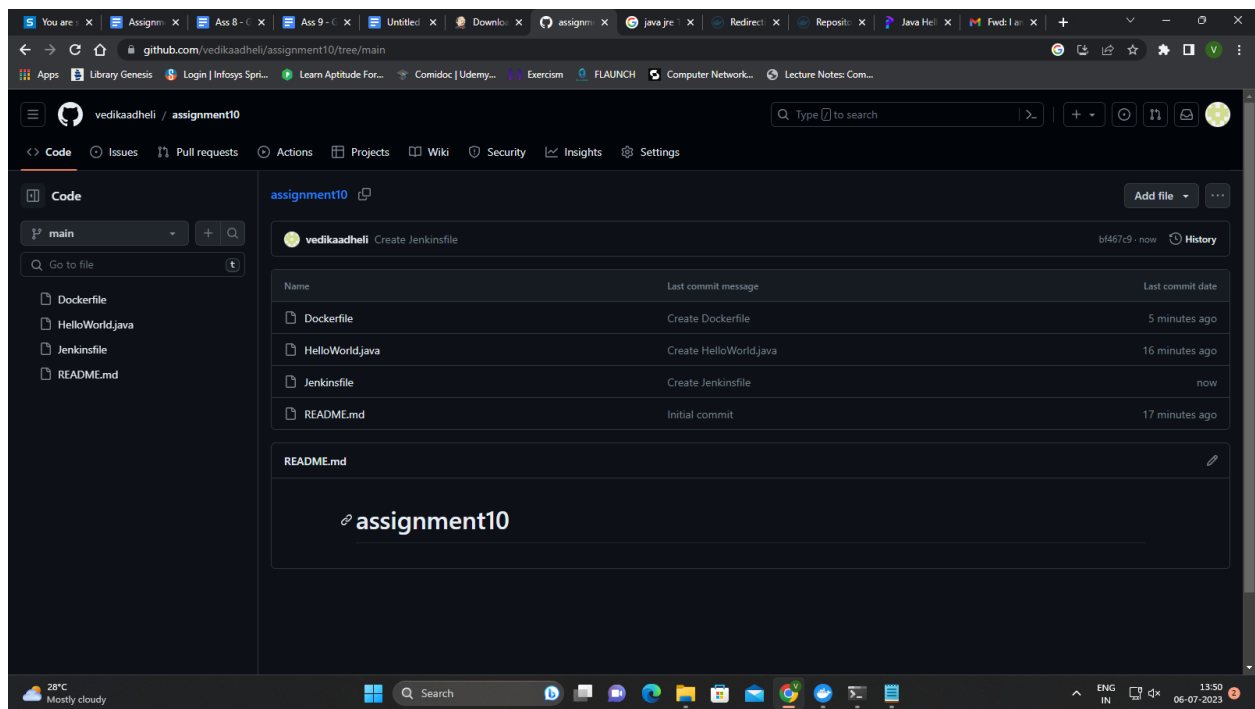 You are s Assignm Ass 8 - G Ass 9 - G Untitled Downloa assignm java jre 1 Redirecti Reposito Java Hell Fwd: I an
github.com/vedikaadheli/assignment10/tree/main
Apps Library Genesis Login | Infosys Spri... Learn Aptitude For... Comidoc | Udemy... Exercism FLAUNCH Computer Network... Lecture Notes: Com...
vedikaadheli / assignment10 Type / to search
Code Issues Pull requests Actions Projects Wiki Security Insights Settings
Code assignment10 Add file
main
vedikaadheli Create Jenkinsfile bf467c9 · now History
Go to file t
Name Last commit message Last commit date
Dockerfile
Dockerfile Create Dockerfile 5 minutes ago
HelloWorld.java
HelloWorld.java Create HelloWorld.java 16 minutes ago
Jenkinsfile
Jenkinsfile Create Jenkinsfile now
README.md
README.md Initial commit 17 minutes ago
README.md
assignment10
28°C
Mostly cloudy
Search
ENG
IN
13:50
06-07-2023
2